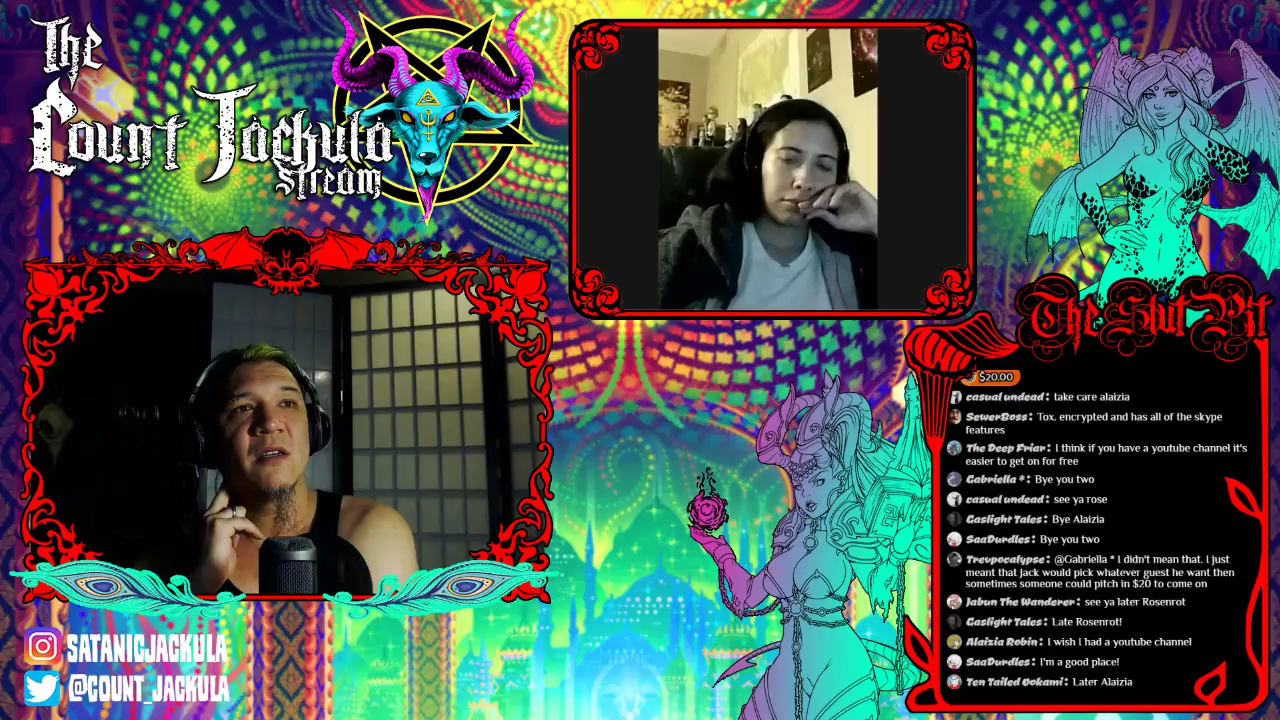 The
Count Jackula
stream
The Slut Pit
$20.00
casual undead: take care alaizia
SewerBoss: Tox. encrypted and has all of the skype
features
The Deep Friar: I think if you have a youtube channel it's
easier to get on for free
Gabriella *: Bye you two
casual undead: see ya rose
Gaslight Tales: Bye Alaizia
SaaDurdles: Bye you two
Trevpocalypse: @Gabriella * I didn't mean that. I just
meant that jack would pick whatever guest he want then
sometimes someone could pitch in $20 to come on
Jabun The Wanderer: see ya later Rosenrot
Gaslight Tales: Late Rosenrot!
Alaizia Robin: I wish I had a youtube channel
SaaDurdles: I'm a good place!
Ten Tailed Ookami: Later Alaizia
SATANICJACKULA
@COUNT_JACKULA